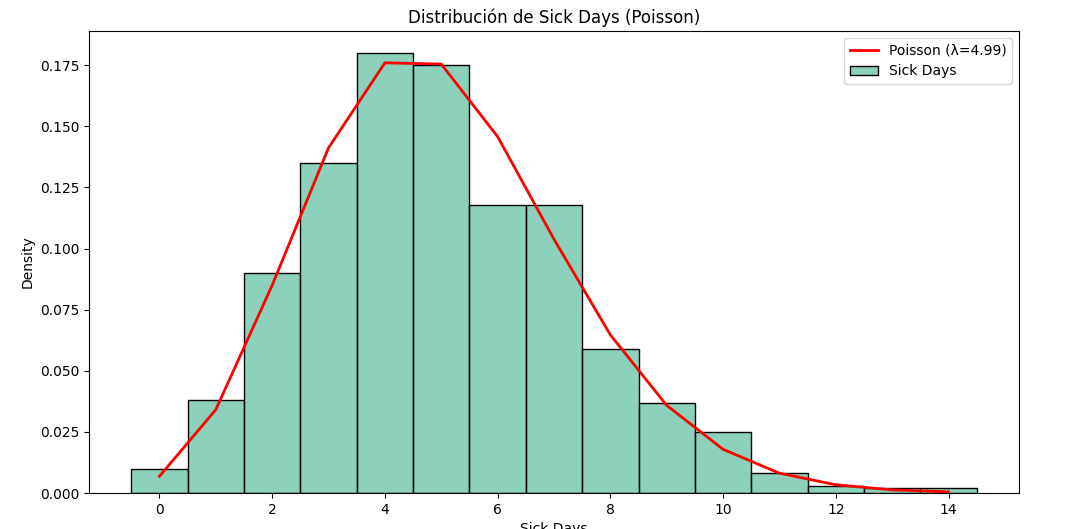 Distribución de Sick Days (Poisson)
Poisson (λ=4.99)
Sick Days
0.175
0.150
0.125
0.100
0.075
0.050
0.025
0.000
Density
0 2 4 6 8 10 12 14
Sick Days